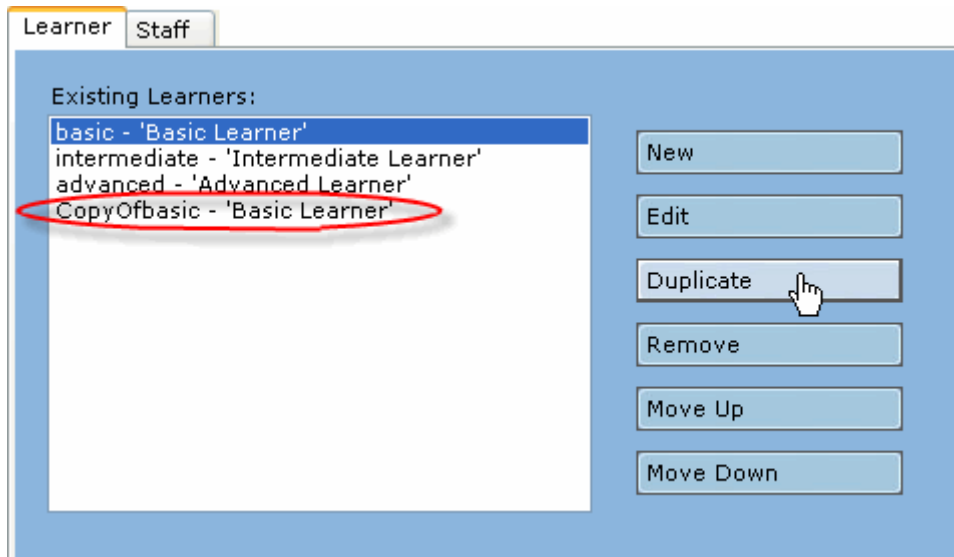 Learner Staff
Existing Learners:
basic - 'Basic Learner'
intermediate - 'Intermediate Learner'
advanced - 'Advanced Learner'
CopyOfbasic - 'Basic Learner'
New
Edit
Duplicate
Remove
Move Up
Move Down